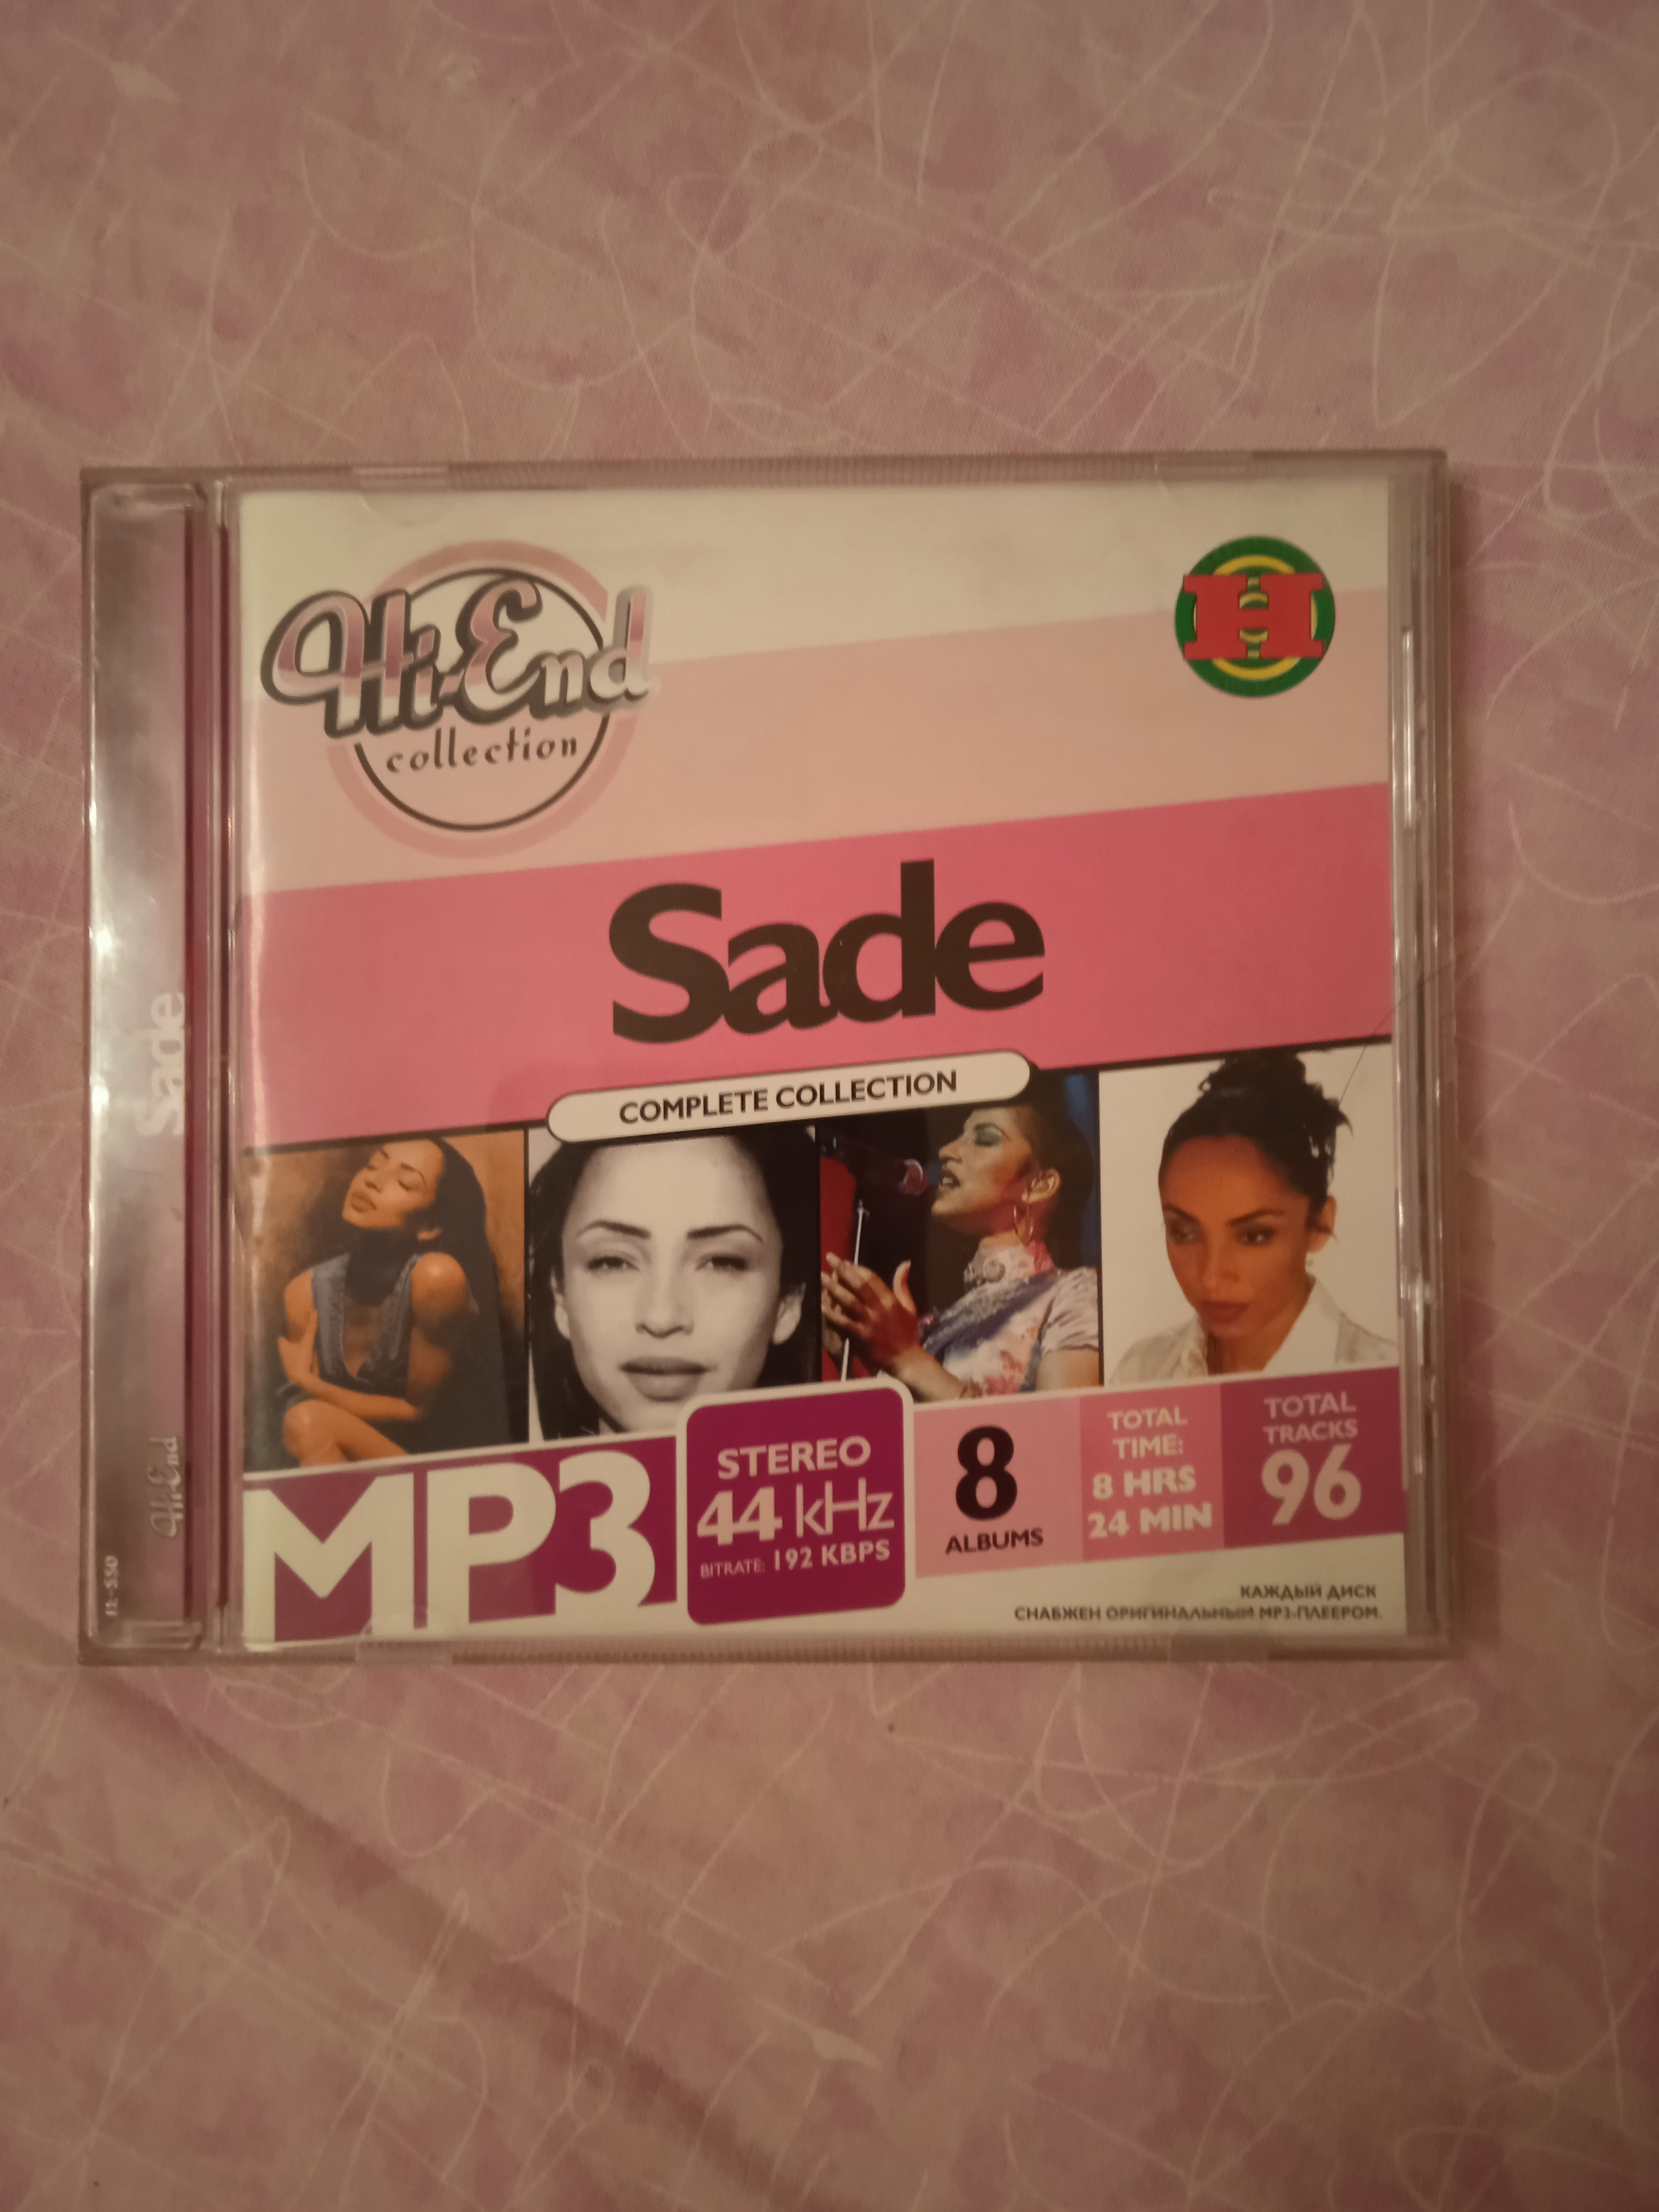 Hi-End
collection
H
Sade
COMPLETE COLLECTION
MP3
STEREO
44 kHz
BITRATE: 192 KBPS
8
ALBUMS
TOTAL
TIME:
8 HRS
24 MIN
TOTAL
TRACKS
96
КАЖДЫЙ ДИСК
СНАБЖЕН ОРИГИНАЛЬНЫМ MP3-ПЛЕЕРОМ.
Sade
Hi-End